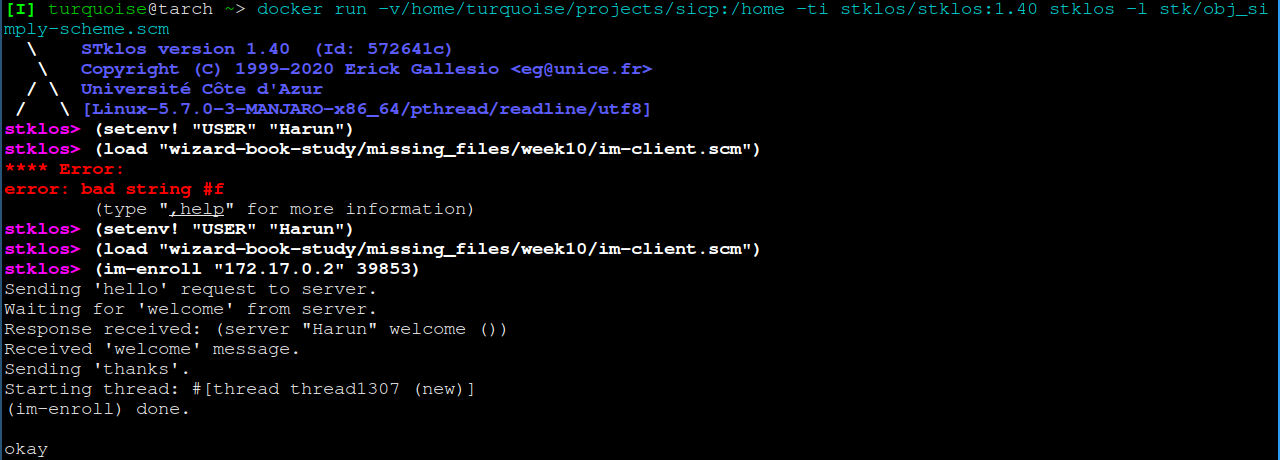 [I] turquoise@tarch ~> docker run -v/home/turquoise/projects/sicp:/home -ti stklos/stklos:1.40 stklos -l stk/obj_si
mply-scheme.scm
  \    STklos version 1.40  (Id: 572641c)
   \   Copyright (C) 1999-2020 Erick Gallesio <eg@unice.fr>
  / \  Université Côte d'Azur
 /   \ [Linux-5.7.0-3-MANJARO-x86_64/pthread/readline/utf8]
stklos> (setenv! "USER" "Harun")
stklos> (load "wizard-book-study/missing_files/week10/im-client.scm")
**** Error:
error: bad string #f
        (type ",help" for more information)
stklos> (setenv! "USER" "Harun")
stklos> (load "wizard-book-study/missing_files/week10/im-client.scm")
stklos> (im-enroll "172.17.0.2" 39853)
Sending 'hello' request to server.
Waiting for 'welcome' from server.
Response received: (server "Harun" welcome ())
Received 'welcome' message.
Sending 'thanks'.
Starting thread: #[thread thread1307 (new)]
(im-enroll) done.
okay